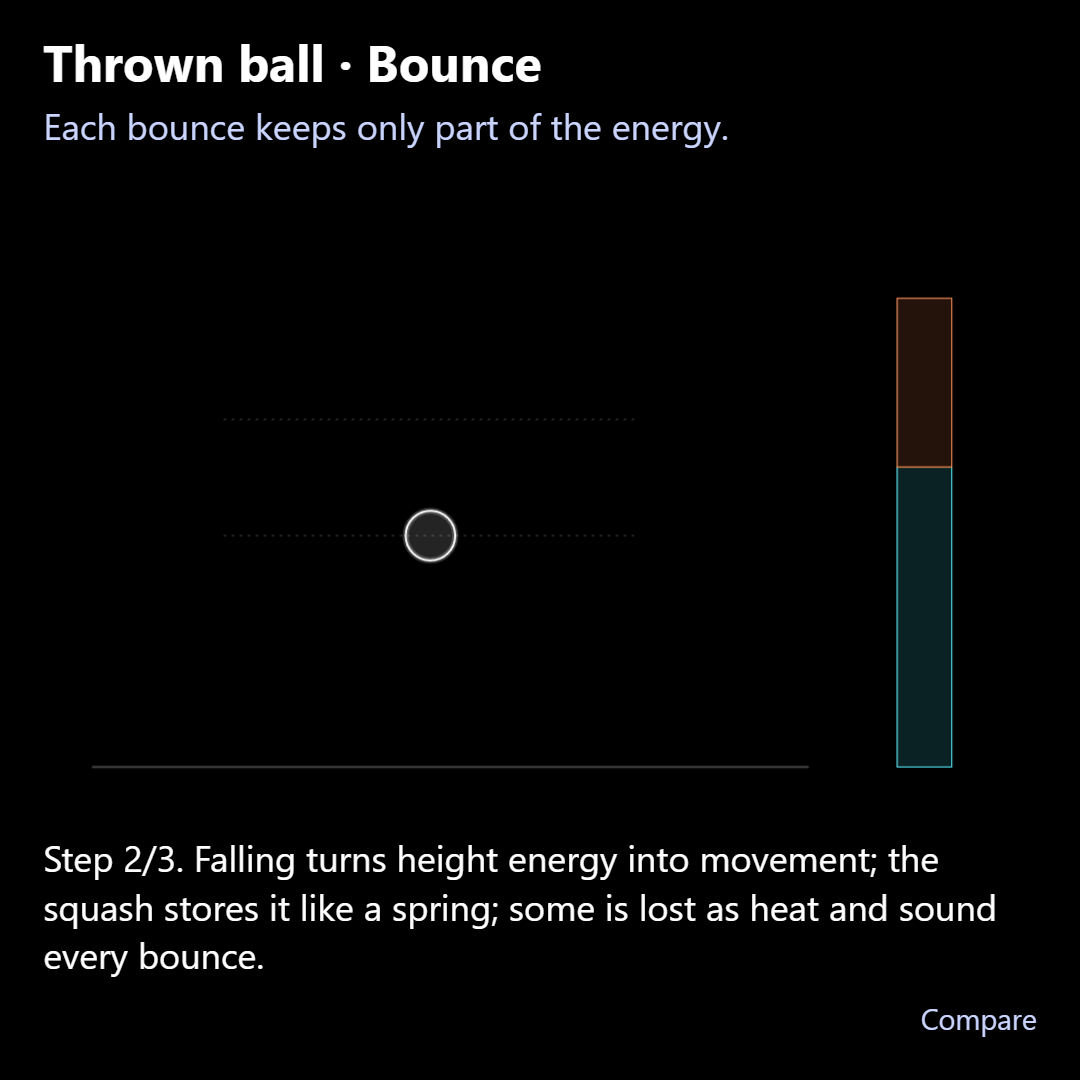 Thrown ball · Bounce
Each bounce keeps only part of the energy.
Step 2/3. Falling turns height energy into movement; the
squash stores it like a spring; some is lost as heat and sound
every bounce.
Compare